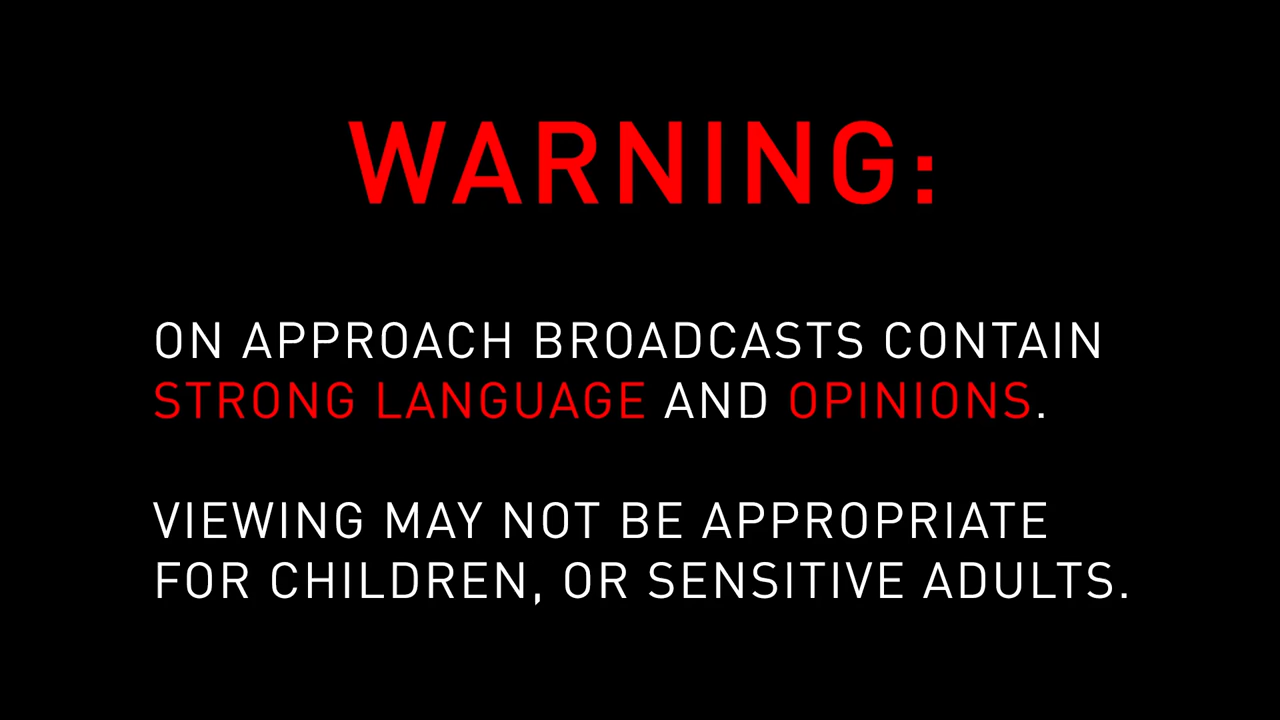 WARNING:
ON APPROACH BROADCASTS CONTAIN
STRONG LANGUAGE AND OPINIONS.
VIEWING MAY NOT BE APPROPRIATE
FOR CHILDREN, OR SENSITIVE ADULTS.